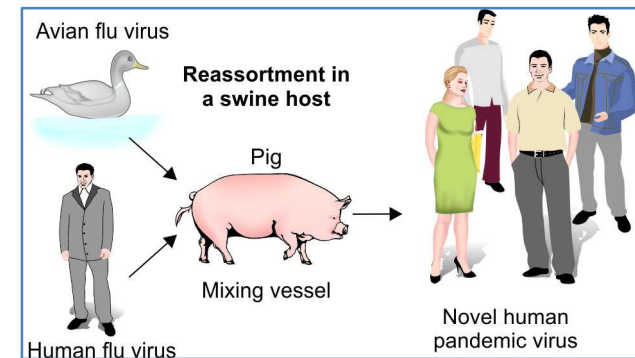 Avian flu virus
Reassortment in
a swine host
Pig
Mixing vessel
Human flu virus
Novel human
pandemic virus